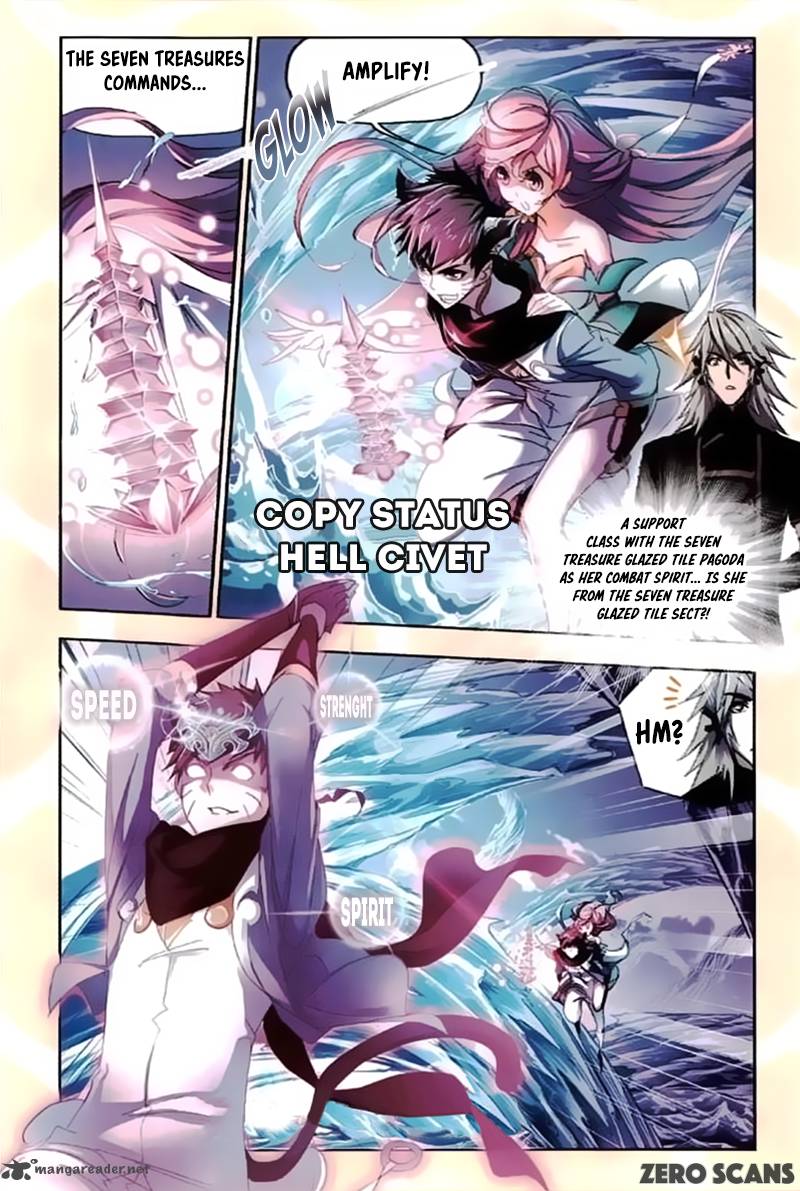 THE SEVEN TREASURES
COMMANDS...
AMPLIFY!
GLOW
COPY STATUS
HELL CIVET
A SUPPORT
CLASS WITH THE SEVEN
TREASURE GLAZED TILE PAGODA
AS HER COMBAT SPIRIT... IS SHE
FROM THE SEVEN TREASURE
GLAZED TILE SECT?!
SPEED
STRENGHT
HM?
SPIRIT
mangareader.net
ZERO SCANS